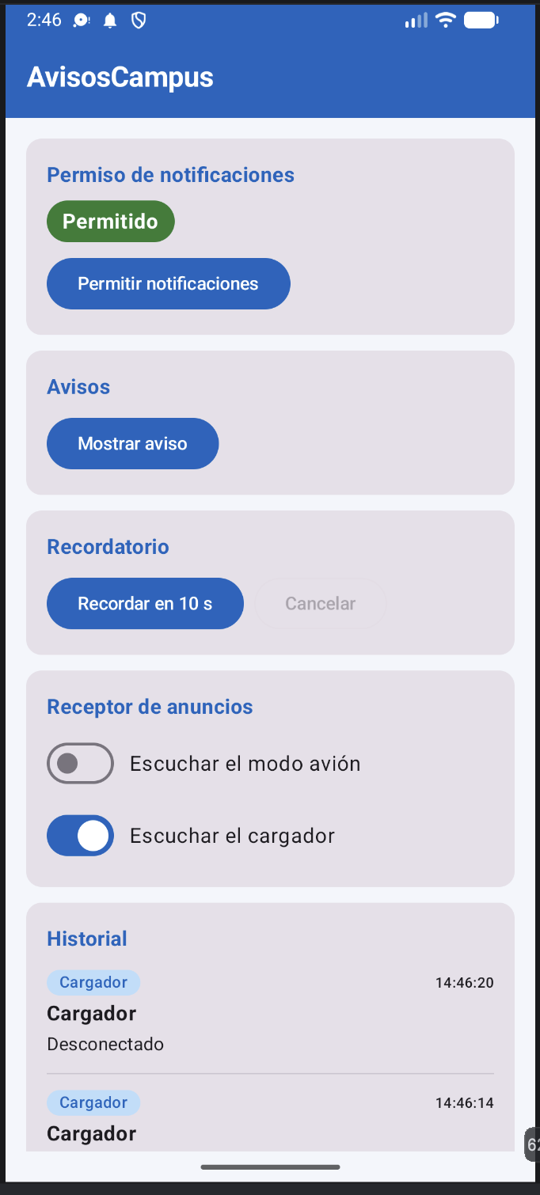 2:46
AvisosCampus
Permiso de notificaciones
Permitido
Permitir notificaciones
Avisos
Mostrar aviso
Recordatorio
Recordar en 10 s Cancelar
Receptor de anuncios
Escuchar el modo avión
Escuchar el cargador
Historial
Cargador 14:46:20
Cargador
Desconectado
Cargador 14:46:14
Cargador